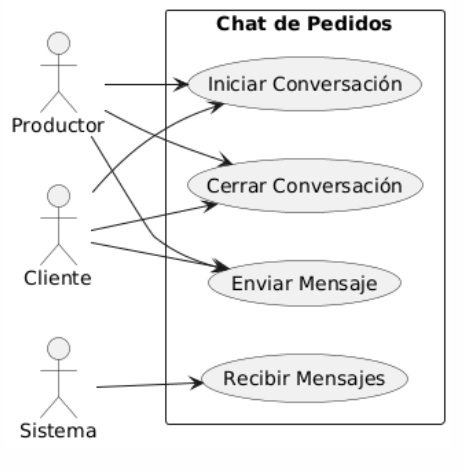 Chat de Pedidos
Productor
Iniciar Conversación
Cerrar Conversación
Cliente
Enviar Mensaje
Sistema
Recibir Mensajes